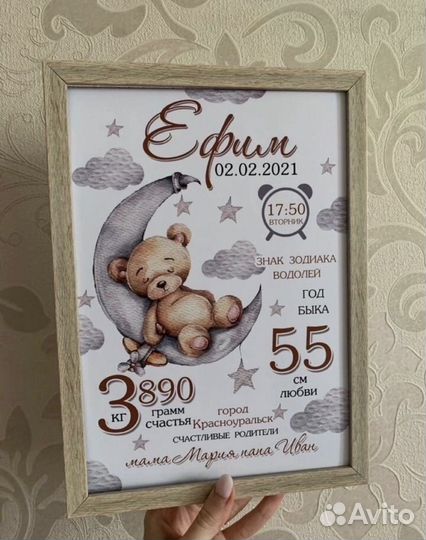 Ефим
02.02.2021
17:50
ВТОРНИК
ЗНАК ЗОДИАКА
ВОДОЛЕЙ
ГОД
БЫКА
3 890
КГ
грамм
счастья
55
см
любви
город
Красноуральск
СЧАСТЛИВЫЕ РОДИТЕЛИ
мама Мария папа Иван
Avito